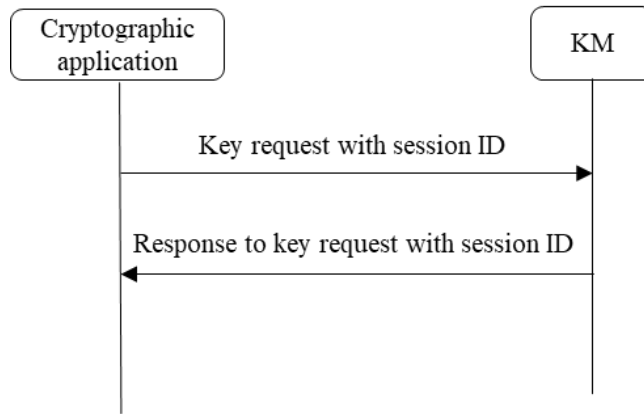 Cryptographic
application
KM
Key request with session ID
Response to key request with session ID